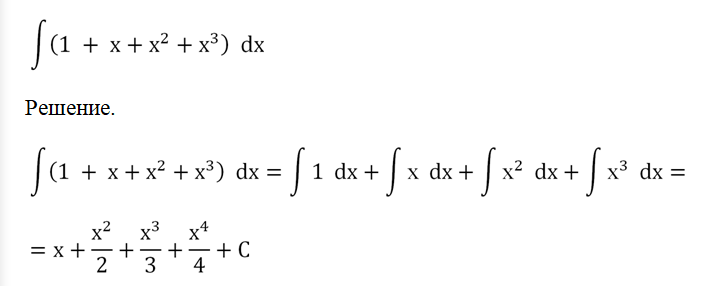 ∫(1 + x + x² + x³) dx
Решение.
∫(1 + x + x² + x³) dx = ∫ 1 dx + ∫ x dx + ∫ x² dx + ∫ x³ dx =
= x + x²/2 + x³/3 + x⁴/4 + C